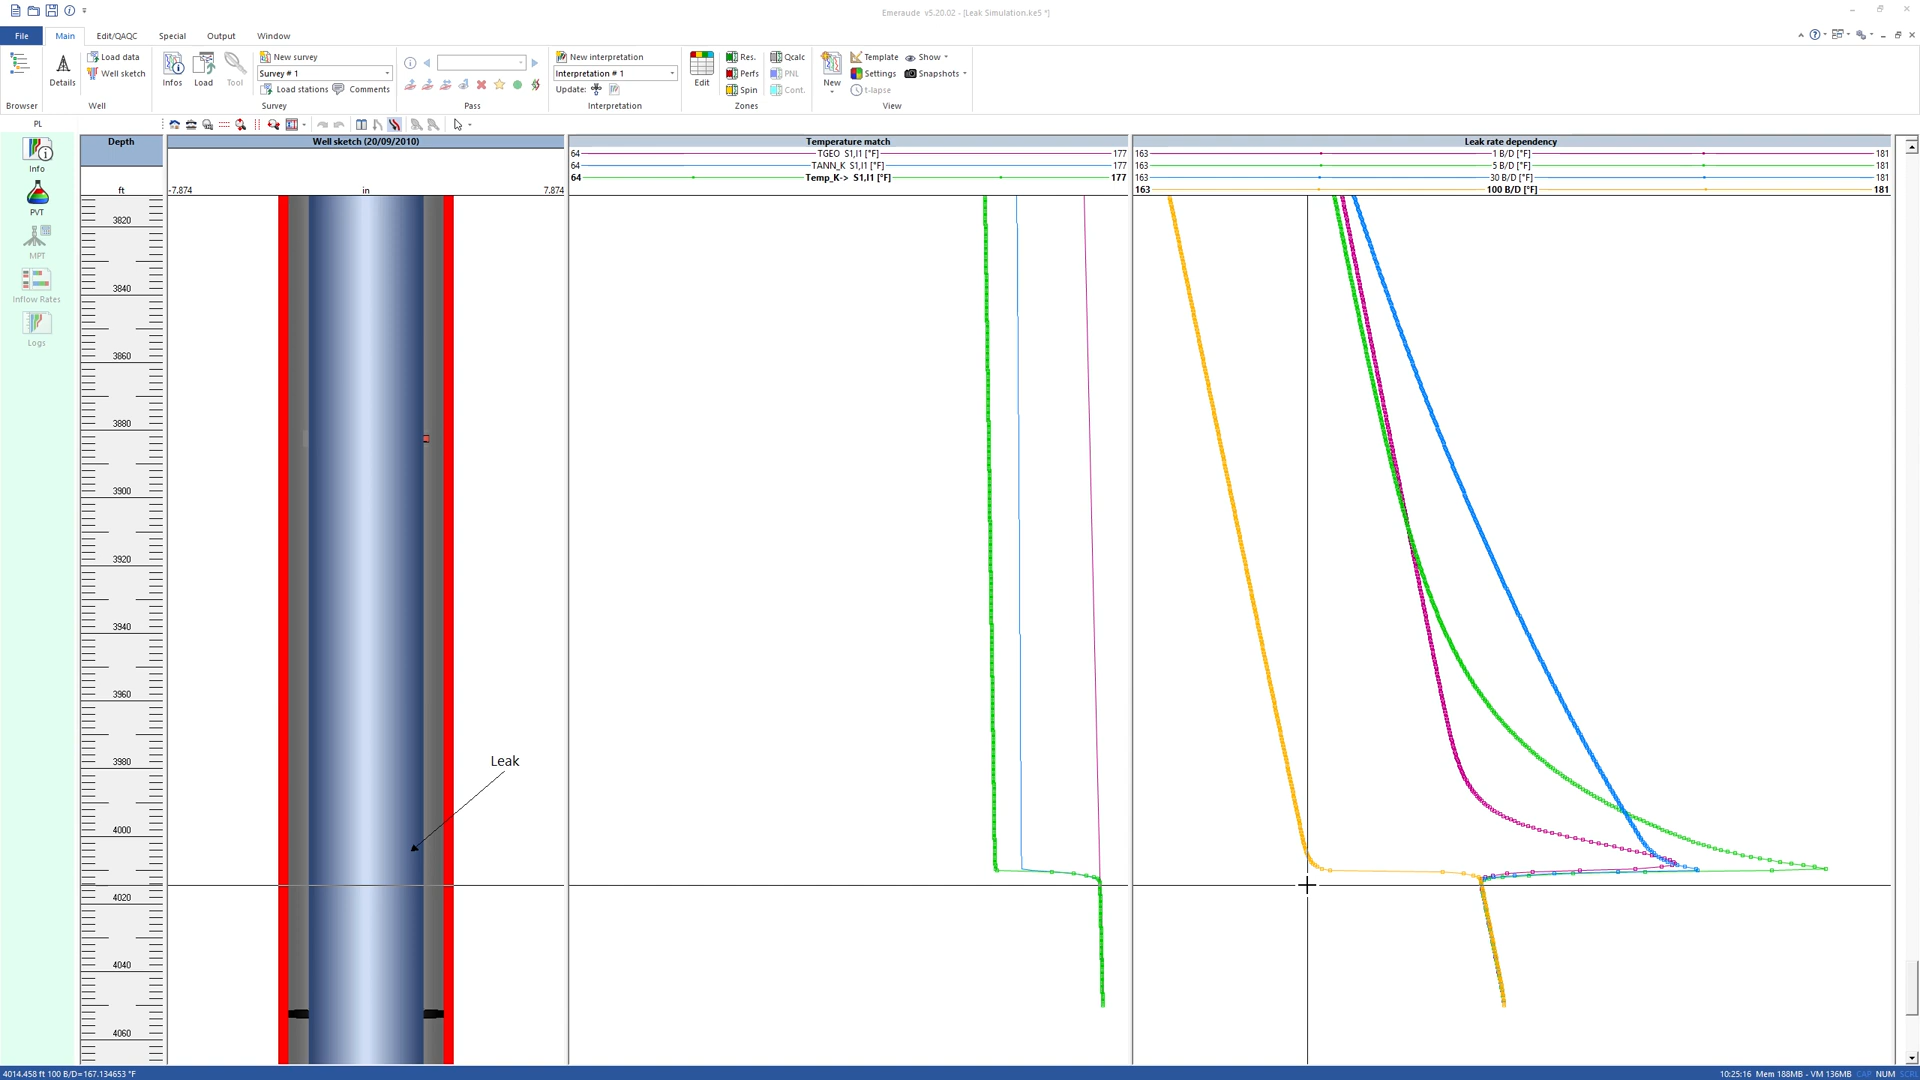 Emeraude v5.20.02 - [Leak Simulation.ke5 *]
File Main Edit/QAQC Special Output Window
Browser
Details
Load data
Well sketch
Well
Infos
Load
Tool
New survey
Survey # 1
Load stations Comments
Survey
Pass
New interpretation
Interpretation # 1
Update:
Interpretation
Edit
Res.
Perfs
Spin
Qcalc
PNL
Cont.
Zones
New
Template
Settings
t-lapse
Show
Snapshots
View
PL
Info
PVT
MPT
Inflow Rates
Logs
Depth
ft
3820
3840
3860
3880
3900
3920
3940
3960
3980
4000
4020
4040
4060
Well sketch (20/09/2010)
-7.874 in 7.874
Leak
Temperature match
64 TGEO S1,I1 [°F] 177
64 TANN_K S1,I1 [°F] 177
64 Temp_K-> S1,I1 [°F] 177
Leak rate dependency
163 1 B/D [°F] 181
163 5 B/D [°F] 181
163 30 B/D [°F] 181
163 100 B/D [°F] 181
4014.458 ft 100 B/D=167.134653 °F
10:25:16 Mem 188MB - VM 136MB CAP NUM SCRL